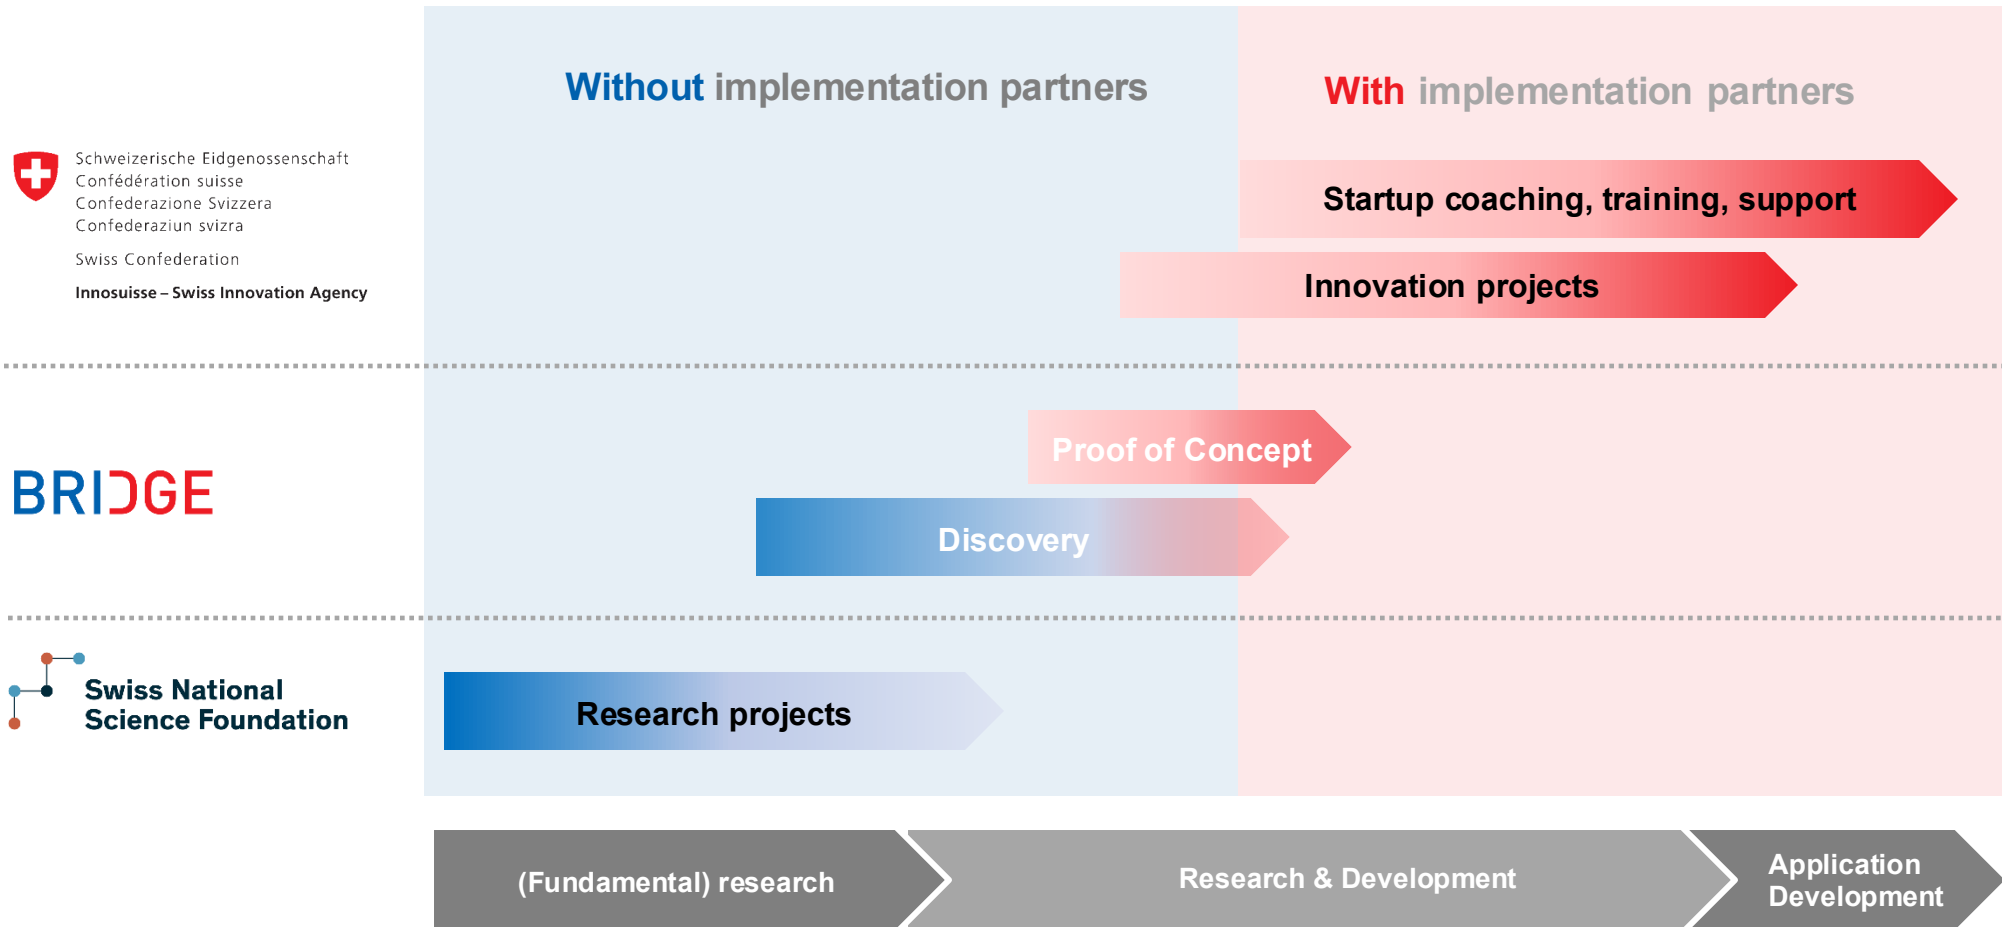 Without implementation partners
With implementation partners
Schweizerische Eidgenossenschaft
Confédération suisse
Confederazione Svizzera
Confederaziun svizra
Swiss Confederation
Innosuisse – Swiss Innovation Agency
Startup coaching, training, support
Innovation projects
BRIDGE
Proof of Concept
Discovery
Swiss National
Science Foundation
Research projects
(Fundamental) research
Research & Development
Application
Development